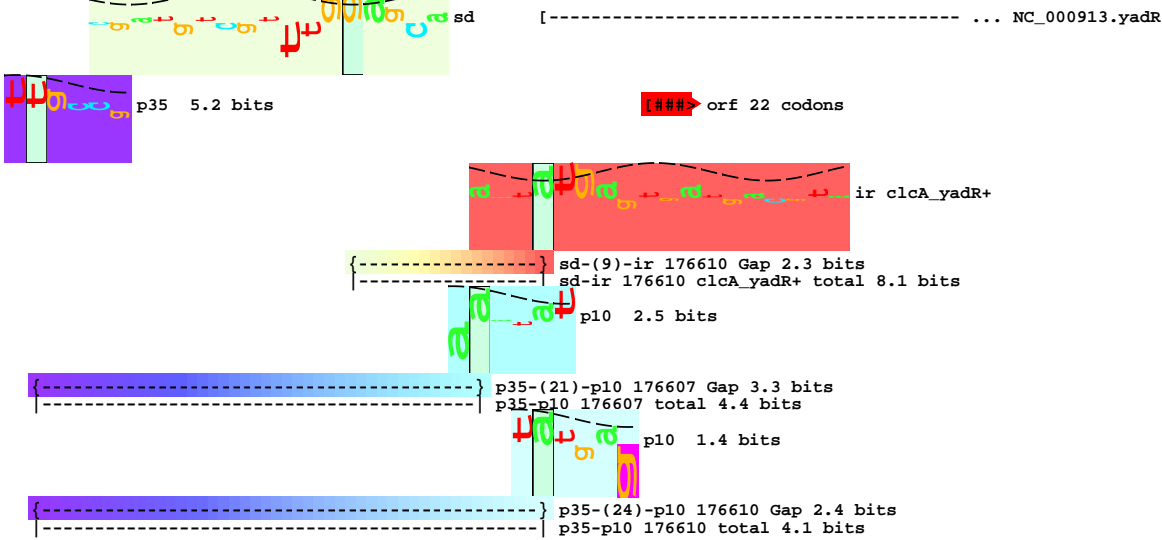 sd [--------------------------------------- ... NC_000913.yadR
p35 5.2 bits
[###> orf 22 codons
ir clcA_yadR+
sd-(9)-ir 176610 Gap 2.3 bits
sd-ir 176610 clcA_yadR+ total 8.1 bits
p10 2.5 bits
p35-(21)-p10 176607 Gap 3.3 bits
p35-p10 176607 total 4.4 bits
p10 1.4 bits
p35-(24)-p10 176610 Gap 2.4 bits
p35-p10 176610 total 4.1 bits